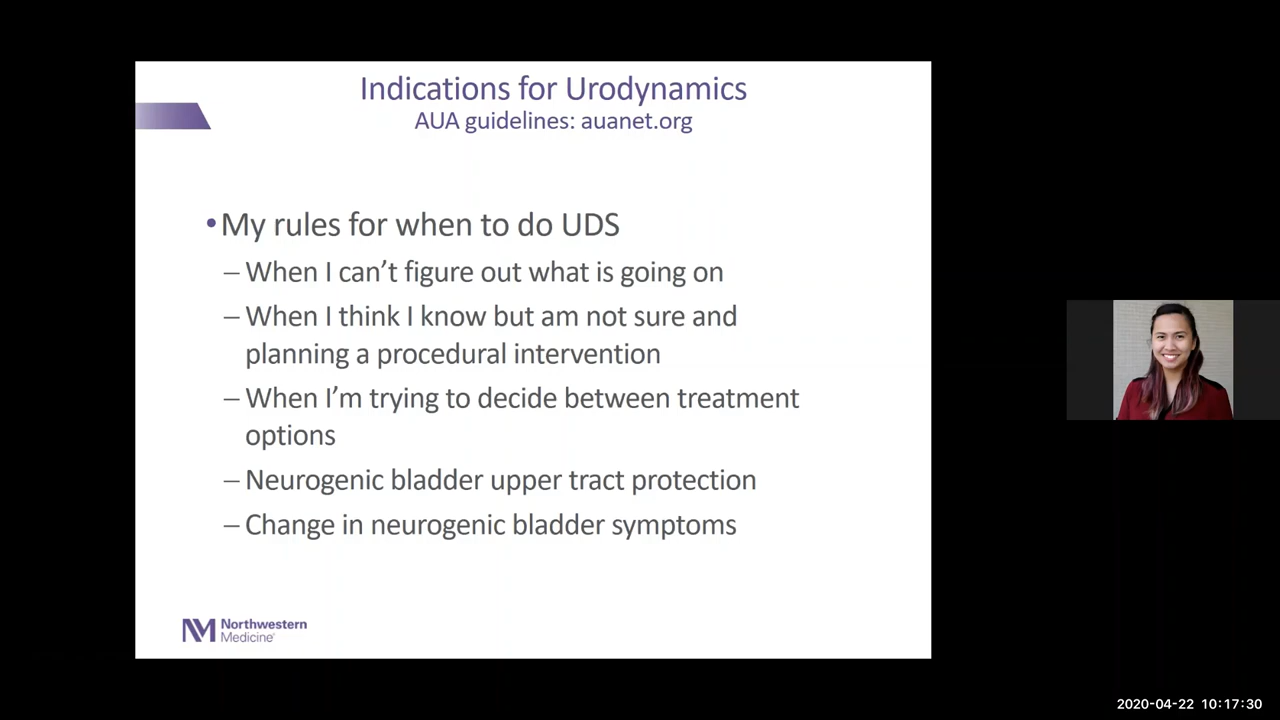 Indications for Urodynamics
AUA guidelines: auanet.org
•My rules for when to do UDS
– When I can’t figure out what is going on
– When I think I know but am not sure and
planning a procedural intervention
– When I’m trying to decide between treatment
options
– Neurogenic bladder upper tract protection
– Change in neurogenic bladder symptoms
NM Northwestern
Medicine®
2020-04-22 10:17:30